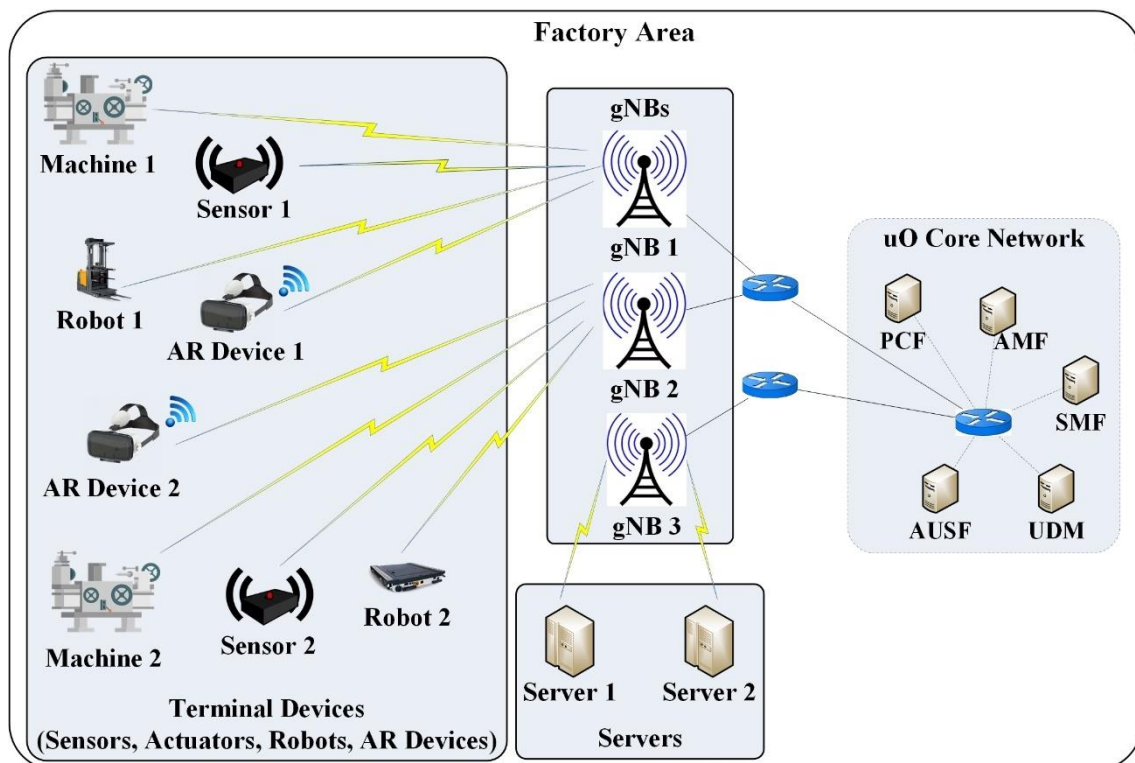 Factory Area
Machine 1
Sensor 1
Robot 1
AR Device 1
AR Device 2
Machine 2
Sensor 2
Robot 2
Terminal Devices
(Sensors, Actuators, Robots, AR Devices)
gNBs
gNB 1
gNB 2
gNB 3
Server 1
Server 2
Servers
uO Core Network
PCF
AMF
SMF
AUSF
UDM